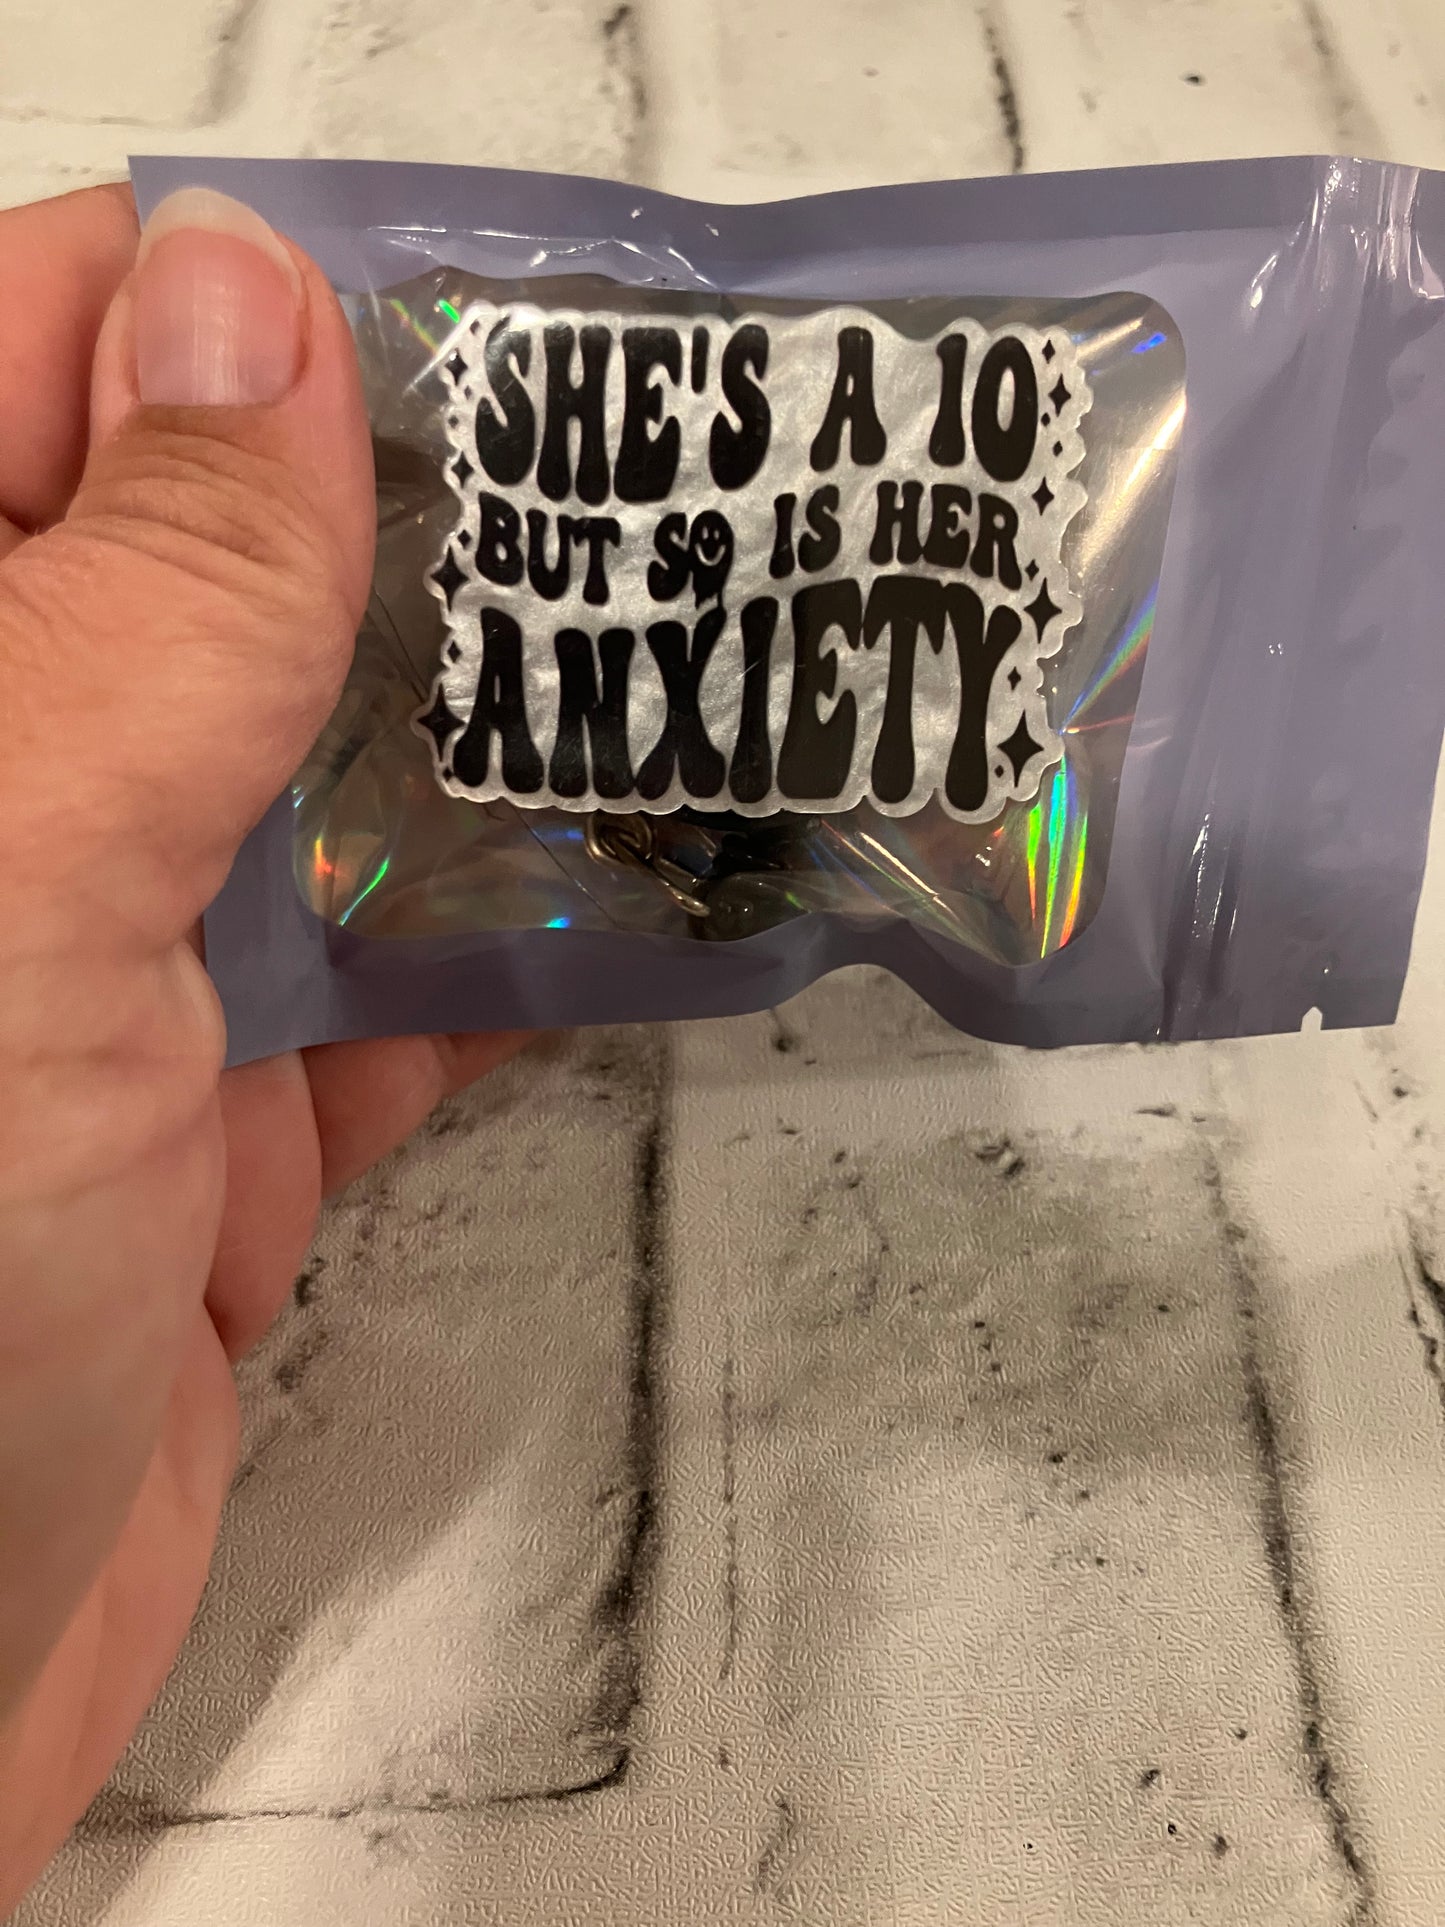 SHE'S A 10
BUT SO IS HER
ANXIETY